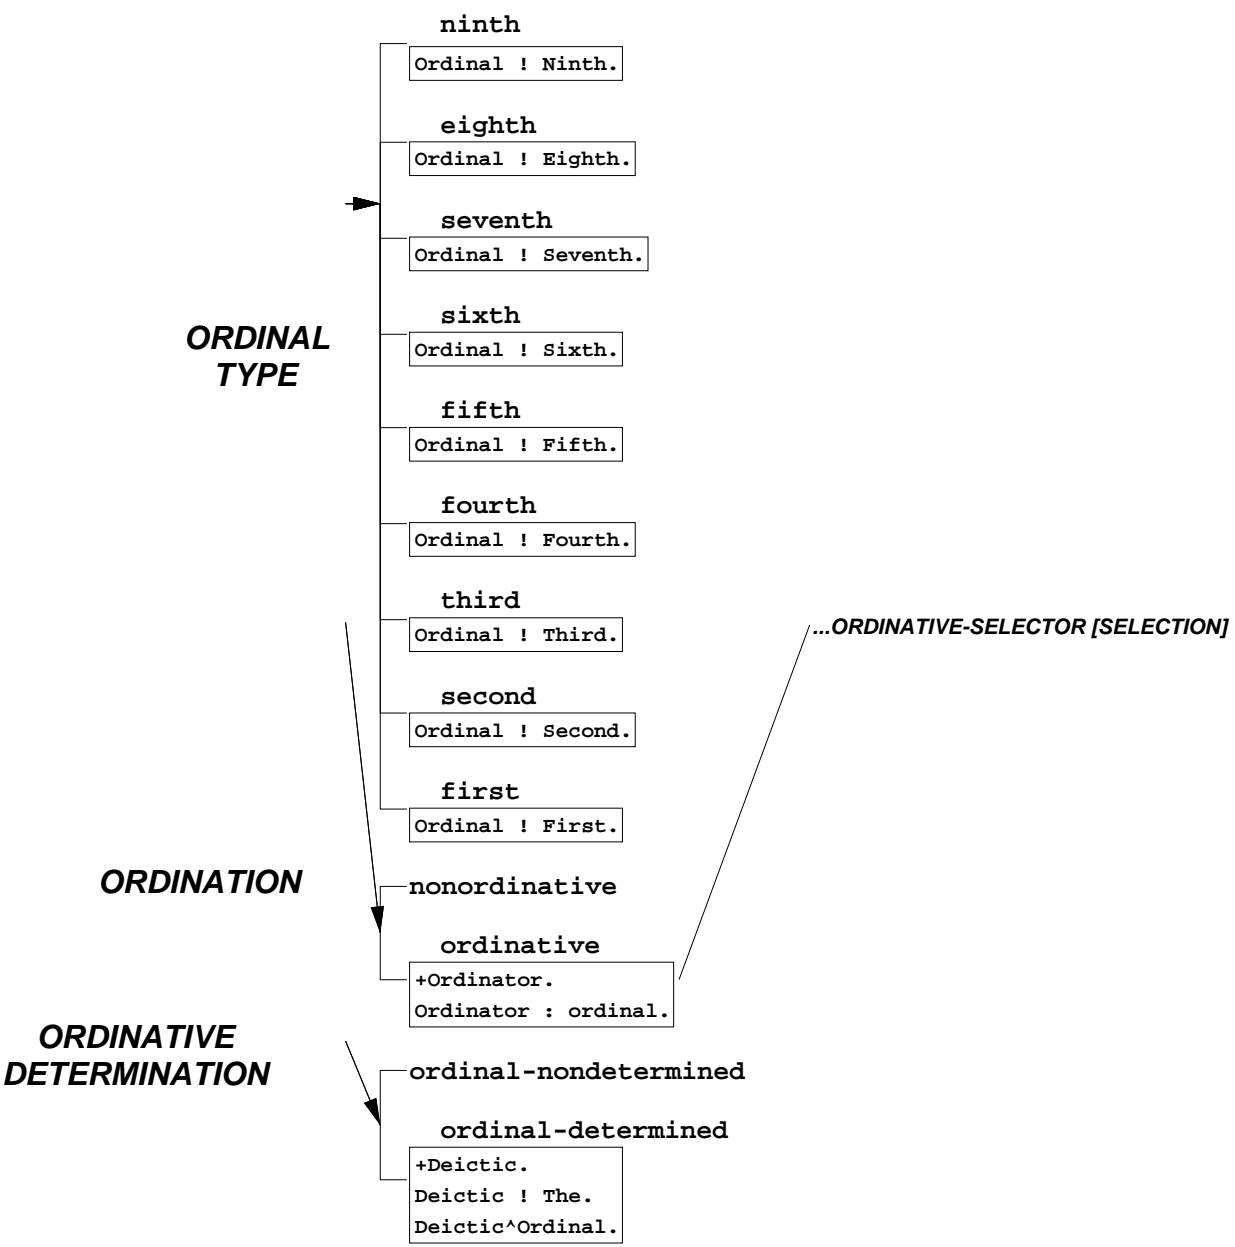 ninth
Ordinal ! Ninth.
eighth
Ordinal ! Eighth.
seventh
Ordinal ! Seventh.
sixth
Ordinal ! Sixth.
ORDINAL
TYPE
fifth
Ordinal ! Fifth.
fourth
Ordinal ! Fourth.
third
Ordinal ! Third.
...ORDINATIVE-SELECTOR [SELECTION]
second
Ordinal ! Second.
first
Ordinal ! First.
ORDINATION
nonordinative
ordinative
+Ordinator.
Ordinator : ordinal.
ORDINATIVE
DETERMINATION
ordinal-nondetermined
ordinal-determined
+Deictic.
Deictic ! The.
Deictic^Ordinal.